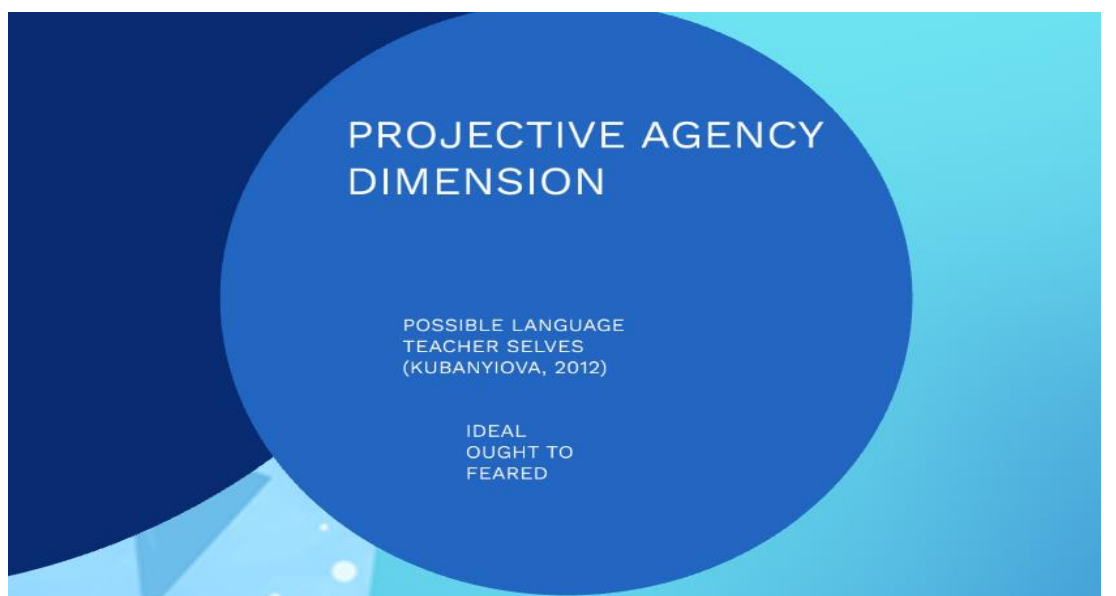 PROJECTIVE AGENCY
DIMENSION
POSSIBLE LANGUAGE
TEACHER SELVES
(KUBANYIOVA, 2012)
IDEAL
OUGHT TO
FEARED